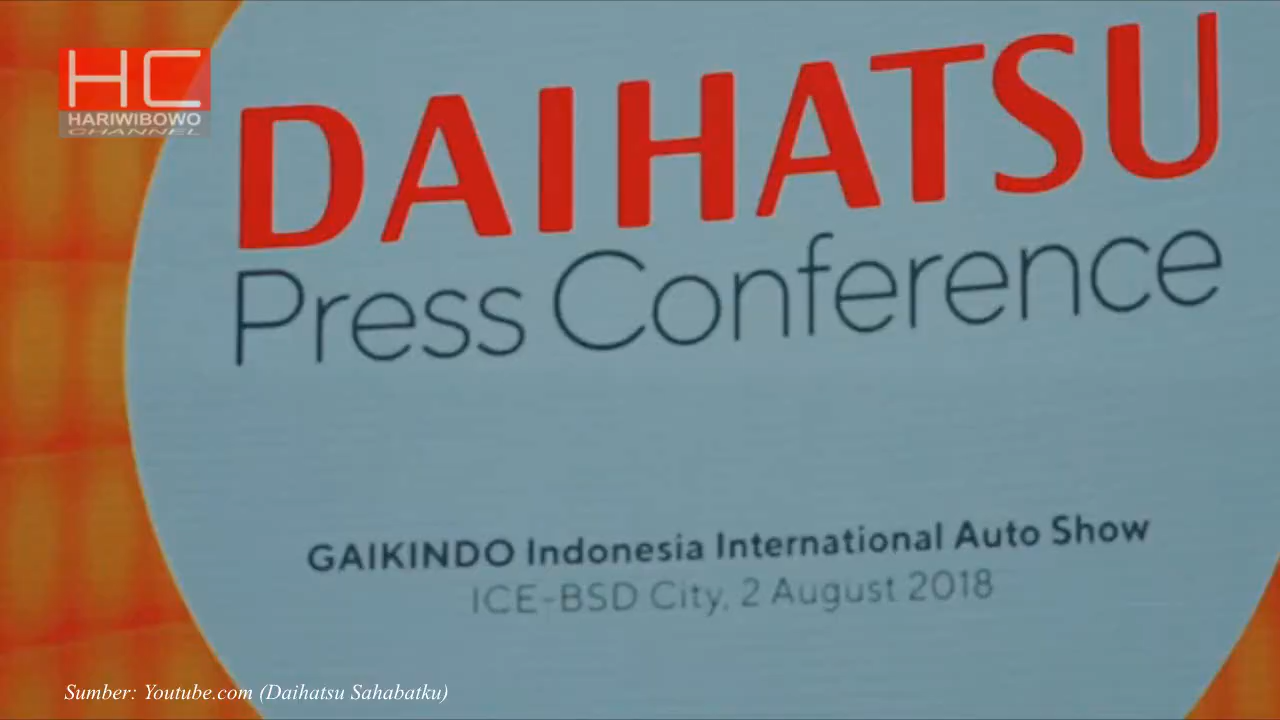 HC
HARIWIBOWO
CHANNEL
DAIHATSU
Press Conference
GAIKINDO Indonesia International Auto Show
ICE-BSD City, 2 August 2018
Sumber: Youtube.com (Daihatsu Sahabatku)